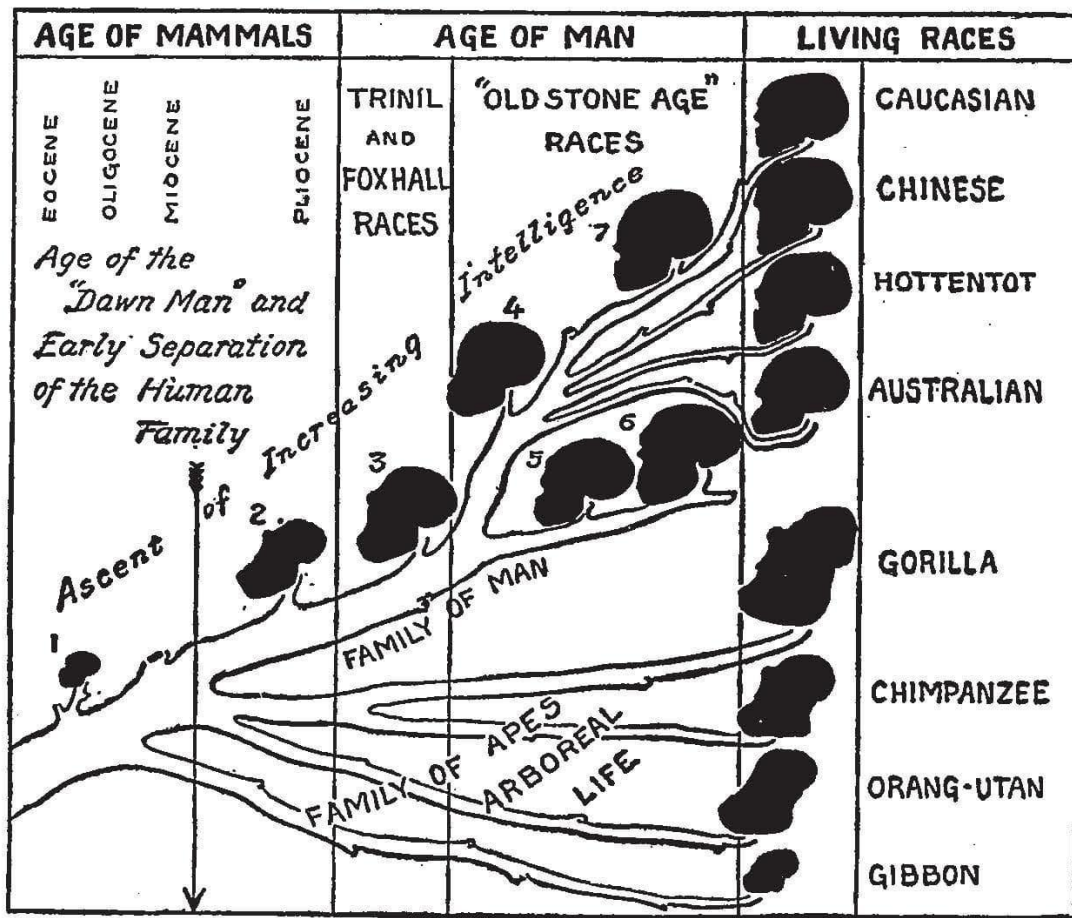 AGE OF MAMMALS
AGE OF MAN
LIVING RACES
EOCENE
OLIGOCENE
MIOCENE
PLIOCENE
TRINIL
AND
FOXHALL
RACES
"OLD STONE AGE"
RACES
Age of the
"Dawn Man" and
Early Separation
of the Human
Family
Ascent of Increasing Intelligence
1
2
3
4
5
6
7
3ª
FAMILY OF MAN
FAMILY OF APES
ARBOREAL
LIFE
CAUCASIAN
CHINESE
HOTTENTOT
AUSTRALIAN
GORILLA
CHIMPANZEE
ORANG-UTAN
GIBBON